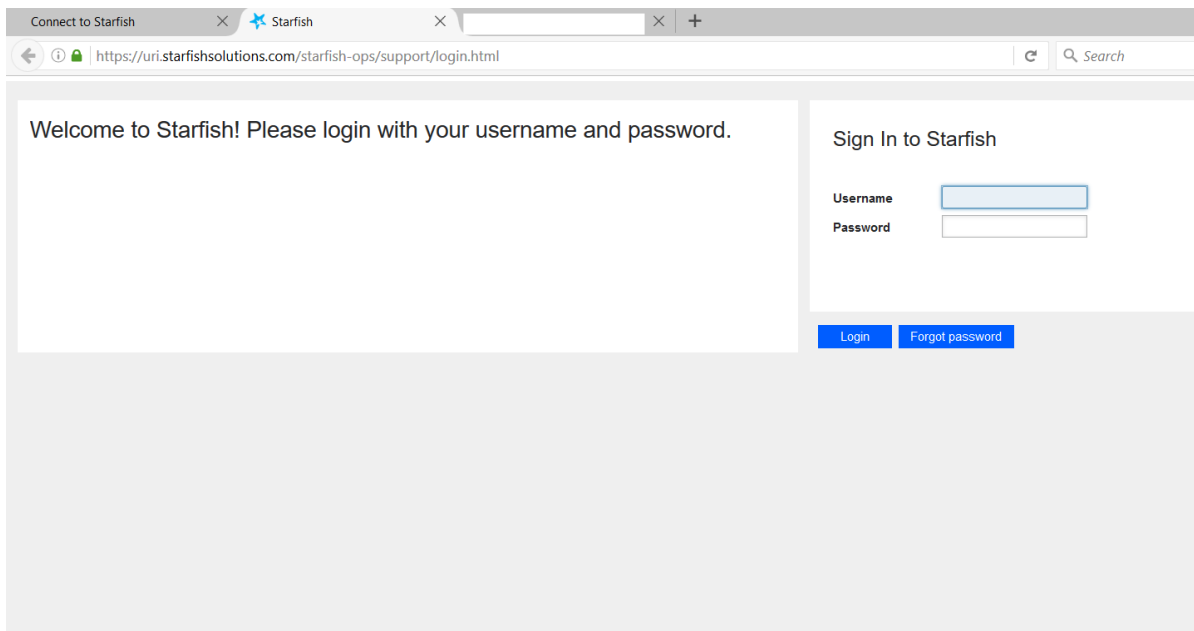 Connect to Starfish
Starfish
https://uri.starfishsolutions.com/starfish-ops/support/login.html
Search
Welcome to Starfish! Please login with your username and password.
Sign In to Starfish
Username
Password
Login
Forgot password